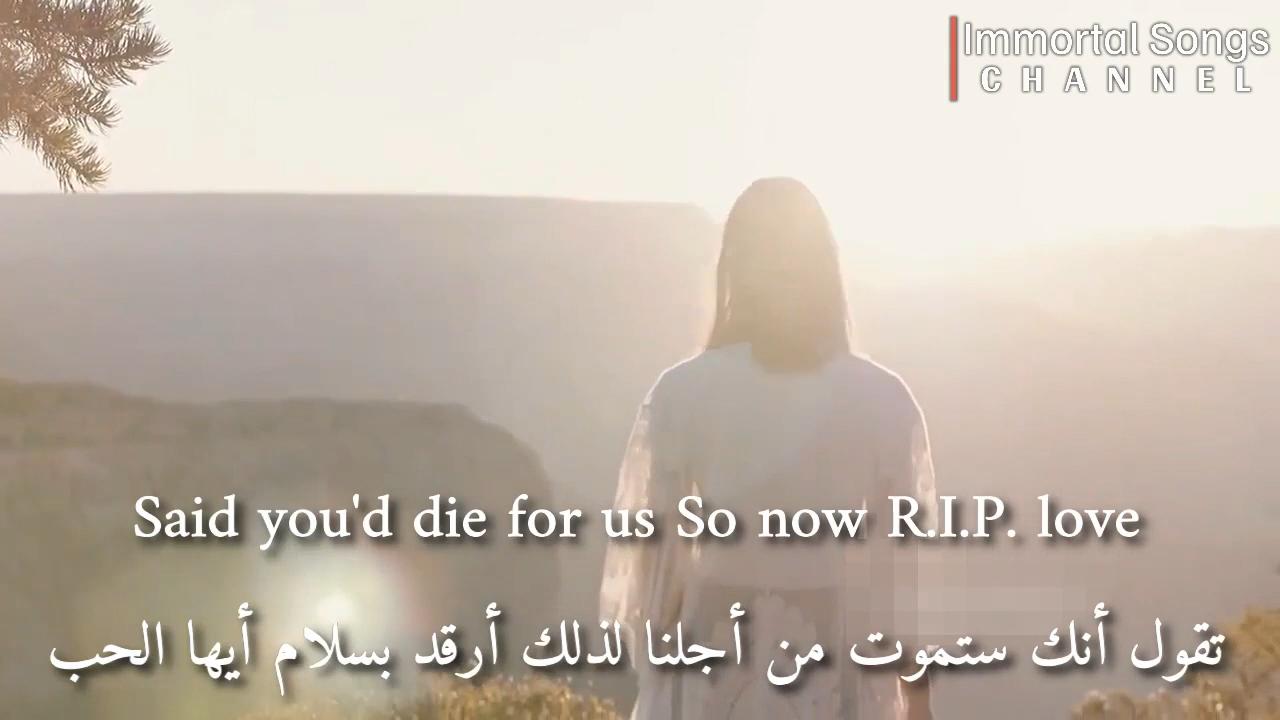 Immortal Songs
CHANNEL
Said you'd die for us So now R.I.P. love
تقول أنك ستموت من أجلنا لذلك أرقد بسلام أيها الحب